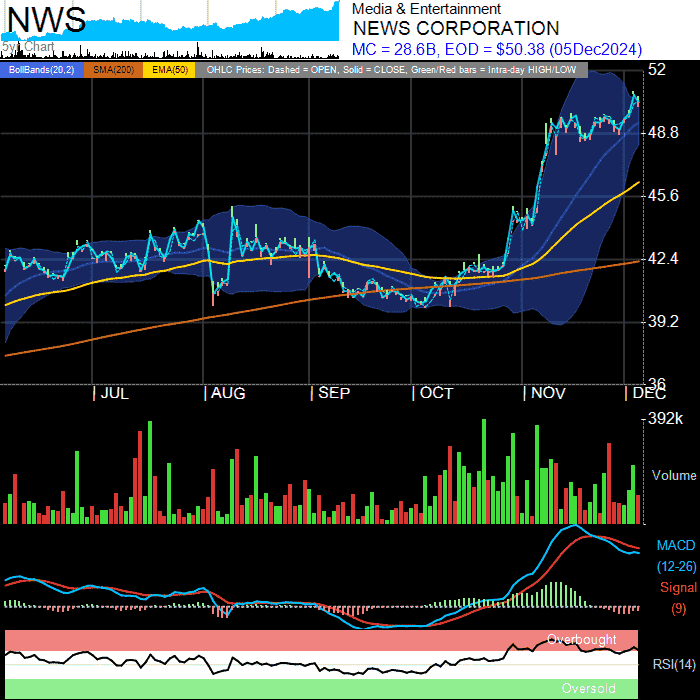 NWS
5yr Chart
Media & Entertainment
NEWS CORPORATION
MC = 28.6B, EOD = $50.38 (05Dec2024)
BollBands(20,2) SMA(200) EMA(50) OHLC Prices: Dashed = OPEN, Solid = CLOSE, Green/Red bars = Intra-day HIGH/LOW
52
48.8
45.6
42.4
39.2
36
JUL AUG SEP OCT NOV DEC
392k
Volume
MACD
(12-26)
Signal
(9)
Overbought
RSI(14)
Oversold